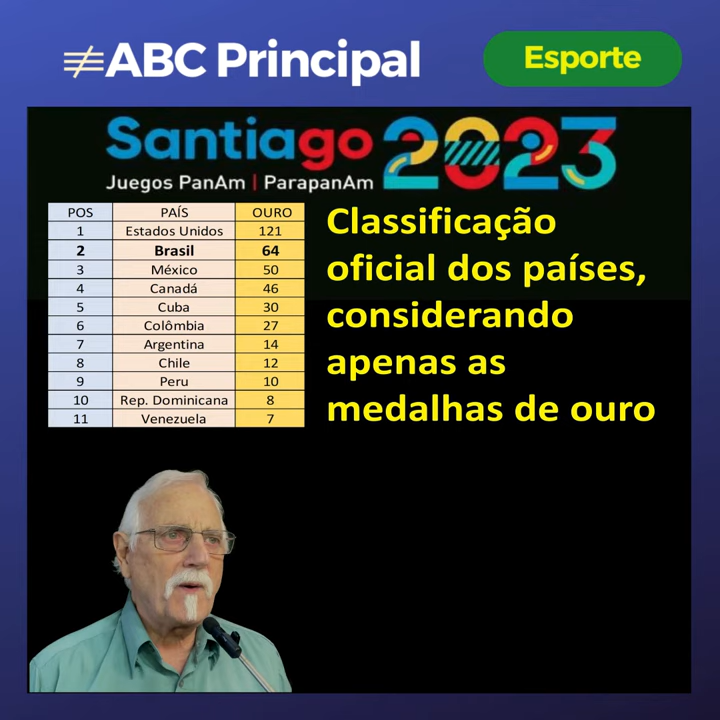 ≠ABC Principal
Esporte
Santiago 2023
Juegos PanAm | ParapanAm
POS PAÍS OURO
1 Estados Unidos 121
2 Brasil 64
3 México 50
4 Canadá 46
5 Cuba 30
6 Colômbia 27
7 Argentina 14
8 Chile 12
9 Peru 10
10 Rep. Dominicana 8
11 Venezuela 7
Classificação
oficial dos países,
considerando
apenas as
medalhas de ouro